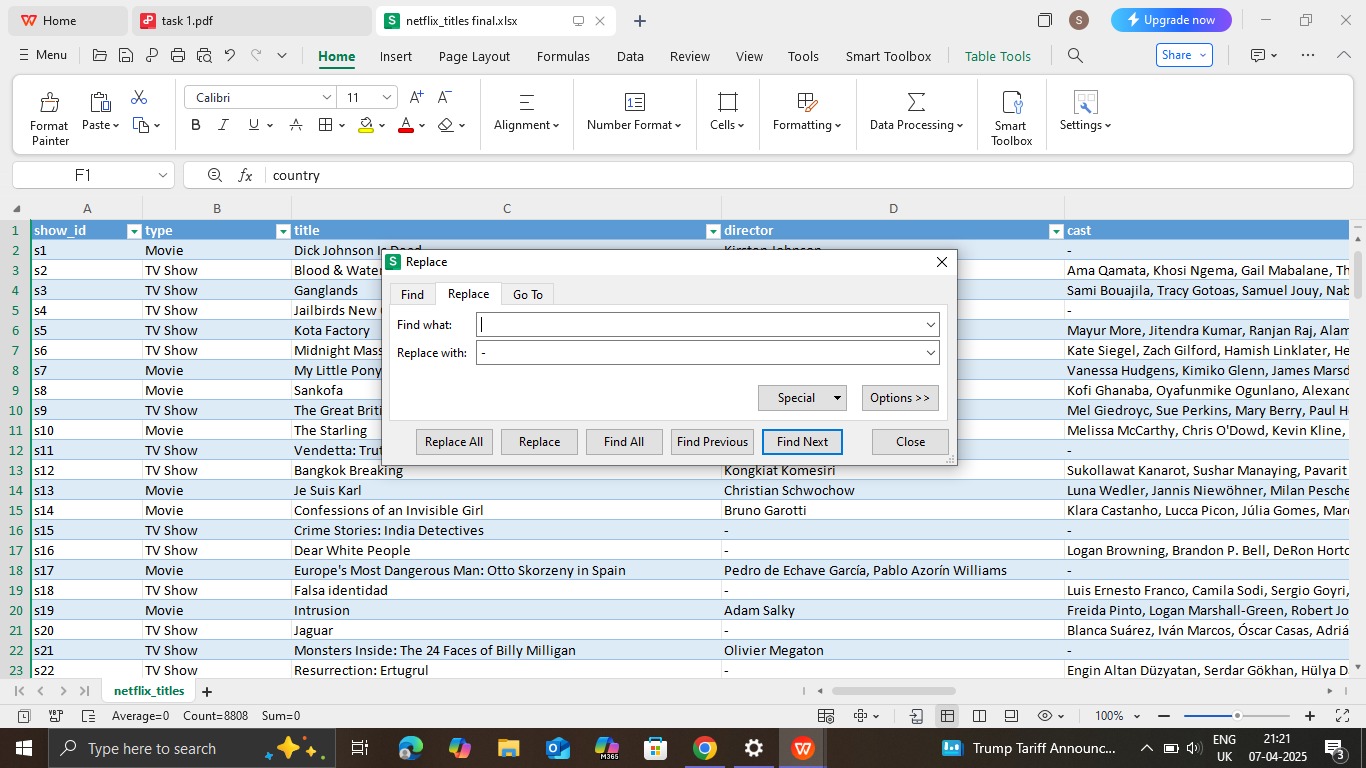 Home task 1.pdf netflix_titles final.xlsx S Upgrade now
Menu Home Insert Page Layout Formulas Data Review View Tools Smart Toolbox Table Tools Share
Format Painter Paste Calibri 11 A+ A- B I U A A Alignment Number Format Cells Formatting Data Processing Smart Toolbox Settings
F1 fx country
A B C D
1 show_id type title director cast
2 s1 Movie Dick Johnson Is Dead Kirsten Johnson -
3 s2 TV Show Blood & Water Ama Qamata, Khosi Ngema, Gail Mabalane, Th
4 s3 TV Show Ganglands Sami Bouajila, Tracy Gotoas, Samuel Jouy, Nab
5 s4 TV Show Jailbirds New -
6 s5 TV Show Kota Factory Mayur More, Jitendra Kumar, Ranjan Raj, Alam
7 s6 TV Show Midnight Mass Kate Siegel, Zach Gilford, Hamish Linklater, He
8 s7 Movie My Little Pony Vanessa Hudgens, Kimiko Glenn, James Marsd
9 s8 Movie Sankofa Kofi Ghanaba, Oyafunmike Ogunlano, Alexand
10 s9 TV Show The Great Briti Mel Giedroyc, Sue Perkins, Mary Berry, Paul H
11 s10 Movie The Starling Melissa McCarthy, Chris O'Dowd, Kevin Kline,
12 s11 TV Show Vendetta: Trut -
13 s12 TV Show Bangkok Breaking Kongkiat Komesiri Sukollawat Kanarot, Sushar Manaying, Pavarit
14 s13 Movie Je Suis Karl Christian Schwochow Luna Wedler, Jannis Niewöhner, Milan Pesche
15 s14 Movie Confessions of an Invisible Girl Bruno Garotti Klara Castanho, Lucca Picon, Júlia Gomes, Marc
16 s15 TV Show Crime Stories: India Detectives - -
17 s16 TV Show Dear White People - Logan Browning, Brandon P. Bell, DeRon Horto
18 s17 Movie Europe's Most Dangerous Man: Otto Skorzeny in Spain Pedro de Echave García, Pablo Azorín Williams -
19 s18 TV Show Falsa identidad - Luis Ernesto Franco, Camila Sodi, Sergio Goyri,
20 s19 Movie Intrusion Adam Salky Freida Pinto, Logan Marshall-Green, Robert Jo
21 s20 TV Show Jaguar - Blanca Suárez, Iván Marcos, Óscar Casas, Adriá
22 s21 TV Show Monsters Inside: The 24 Faces of Billy Milligan Olivier Megaton -
23 s22 TV Show Resurrection: Ertugrul - Engin Altan Düzyatan, Serdar Gökhan, Hülya D
S Replace
Find Replace Go To
Find what:
Replace with: -
Special Options >>
Replace All Replace Find All Find Previous Find Next Close
netflix_titles
Average=0 Count=8808 Sum=0 100%
Type here to search M365 Trump Tariff Announc... ENG UK 21:21 07-04-2025 3